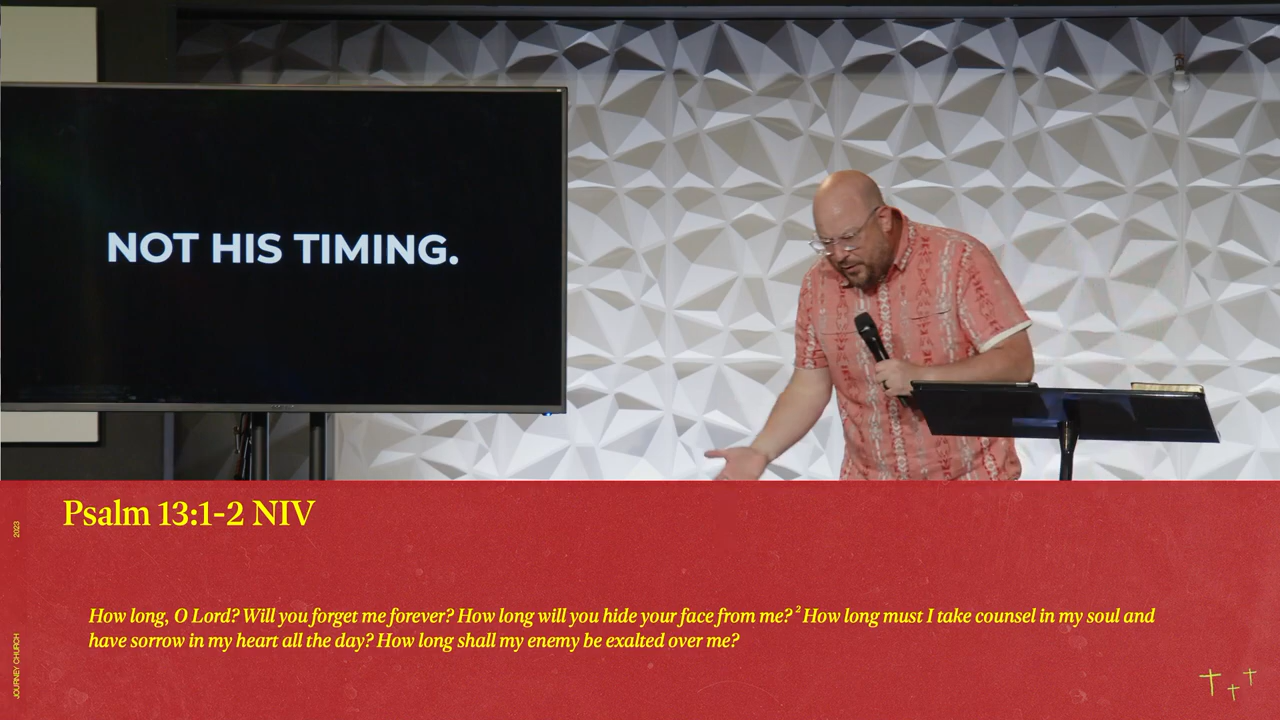 NOT HIS TIMING.
Psalm 13:1-2 NIV
2023
How long, O Lord? Will you forget me forever? How long will you hide your face from me? ² How long must I take counsel in my soul and
have sorrow in my heart all the day? How long shall my enemy be exalted over me?
JOURNEY CHURCH